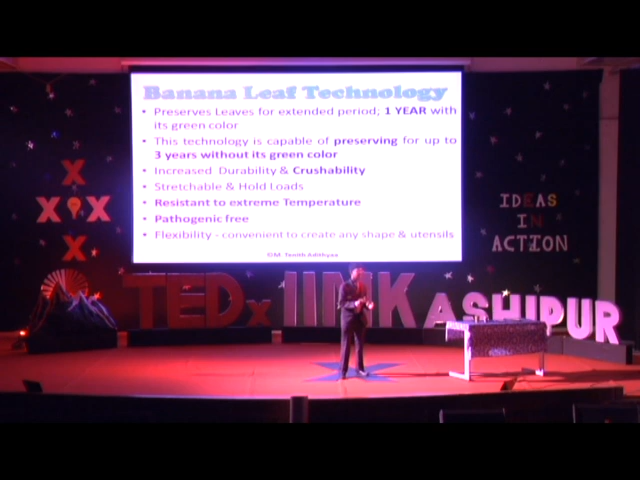 Banana Leaf Technology
• Preserves Leaves for extended period; 1 YEAR with
its green color
• This technology is capable of preserving for up to
3 years without its green color
• Increased Durability & Crushability
• Stretchable & Hold Loads
• Resistant to extreme Temperature
• Pathogenic free
• Flexibility - convenient to create any shape & utensils
©M. Tenith Adithyaa
X
X X
X
IDEAS
IN
ACTION
TEDx IIMKASHIPUR